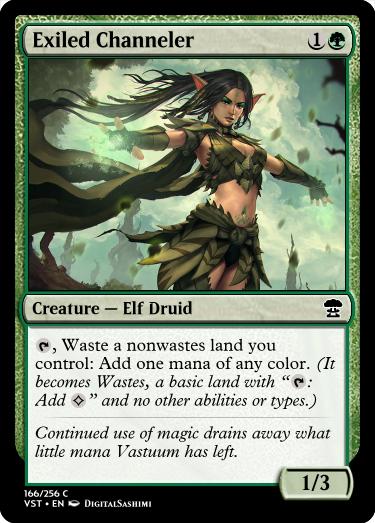 Exiled Channeler 1
Creature — Elf Druid
, Waste a nonwastes land you
control: Add one mana of any color. (It
becomes Wastes, a basic land with “ :
Add ” and no other abilities or types.)
Continued use of magic drains away what
little mana Vastuum has left.
1/3
166/256 C
VST • EN DigitalSashimi